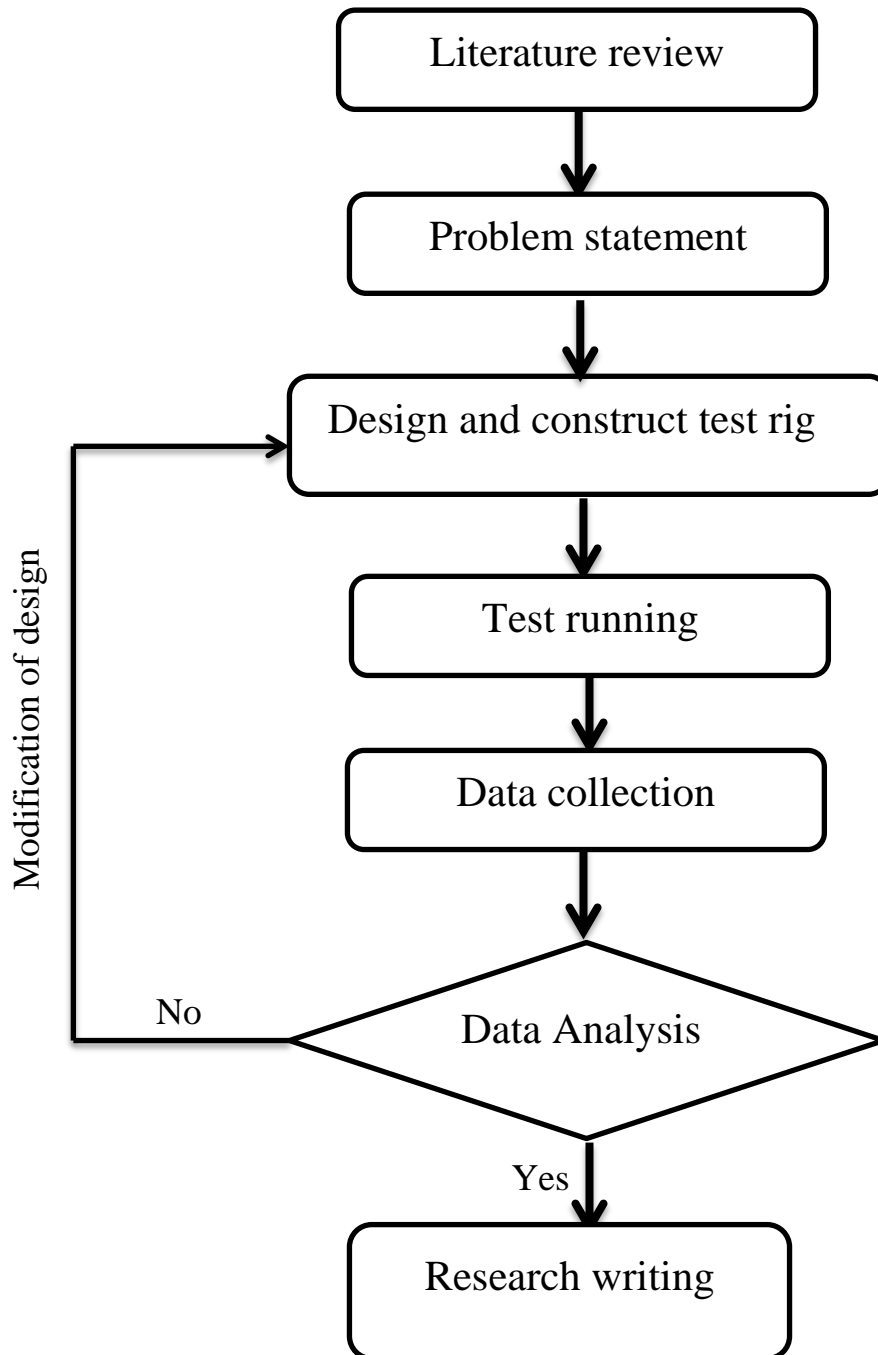 Literature review
Problem statement
Design and construct test rig
Modification of design
Test running
Data collection
No
Data Analysis
Yes
Research writing